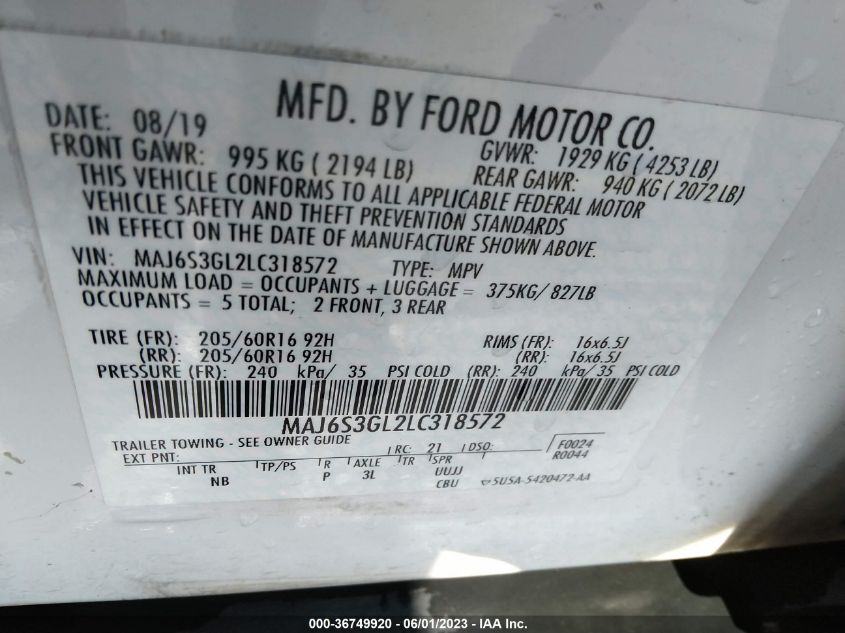 MFD. BY FORD MOTOR CO.
DATE: 08/19 GVWR: 1929 KG ( 4253 LB)
FRONT GAWR: 995 KG ( 2194 LB) REAR GAWR: 940 KG ( 2072 LB)
THIS VEHICLE CONFORMS TO ALL APPLICABLE FEDERAL MOTOR
VEHICLE SAFETY AND THEFT PREVENTION STANDARDS
IN EFFECT ON THE DATE OF MANUFACTURE SHOWN ABOVE.
VIN: MAJ6S3GL2LC318572 TYPE: MPV
MAXIMUM LOAD = OCCUPANTS + LUGGAGE = 375KG/ 827LB
OCCUPANTS = 5 TOTAL; 2 FRONT, 3 REAR
TIRE (FR): 205/60R16 92H RIMS (FR): 16x6.5J
(RR): 205/60R16 92H (RR): 16x6.5J
PRESSURE (FR): 240 kPa/ 35 PSI COLD (RR): 240 kPa/ 35 PSI COLD
MAJ6S3GL2LC318572
TRAILER TOWING - SEE OWNER GUIDE
EXT PNT: RC: 21 DSO: F0024
R0044
INT TR TP/PS R AXLE TR SPR
NB P 3L UUJJ
CBU 5U5A-5420472-AA
000-36749920 - 06/01/2023 - IAA Inc.